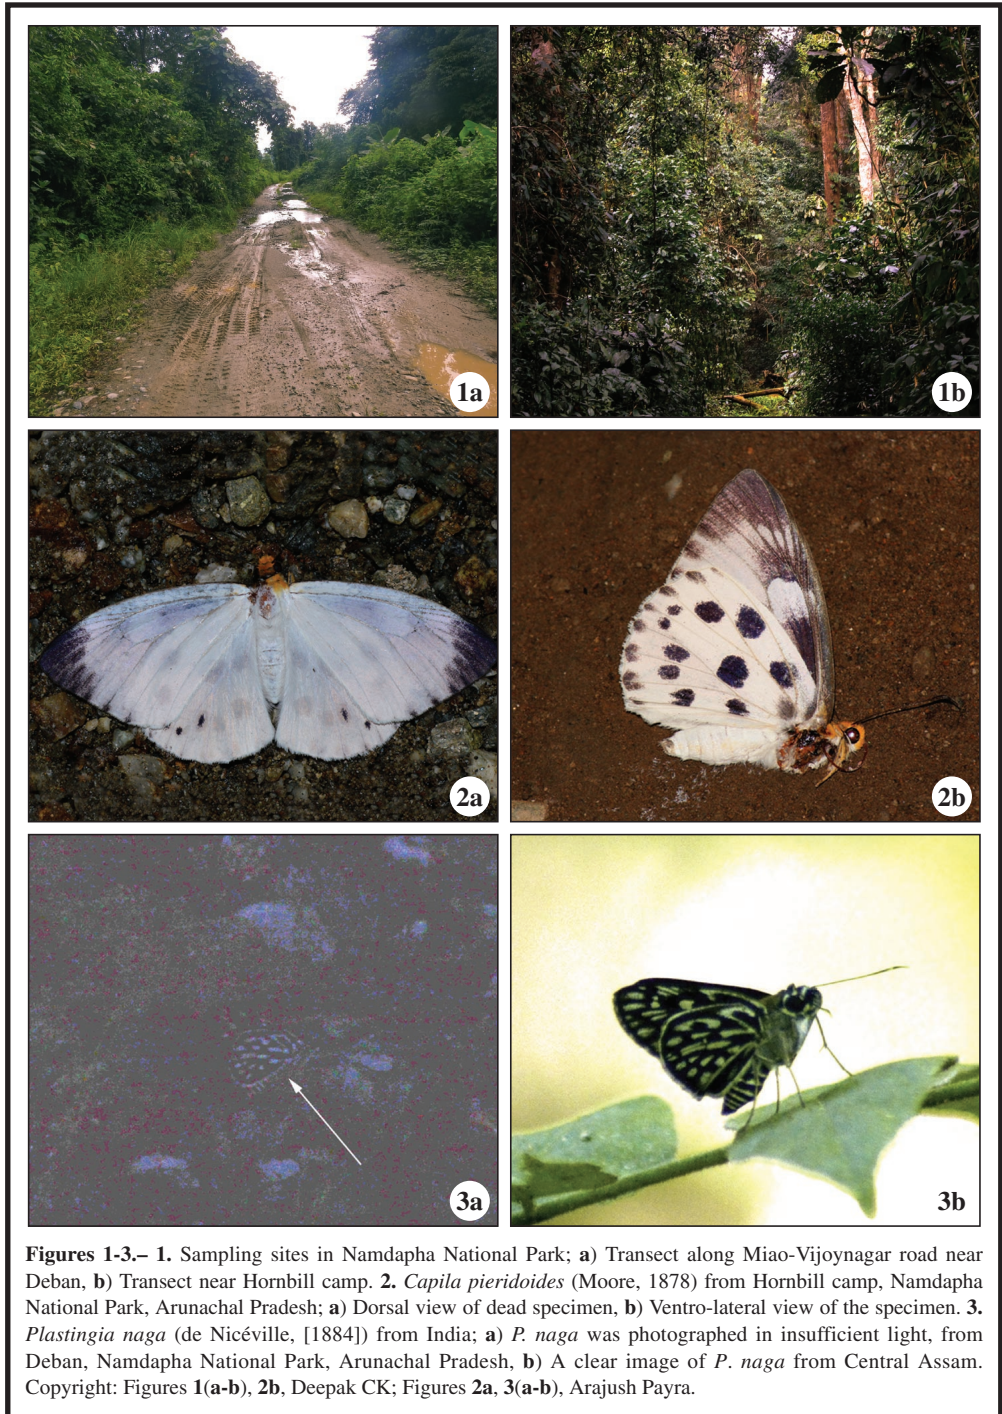 1a
1b
2a
2b
3a
3b
Figures 1-3.– 1. Sampling sites in Namdapha National Park; a) Transect along Miao-Vijoynagar road near
Deban, b) Transect near Hornbill camp. 2. Capila pieridoides (Moore, 1878) from Hornbill camp, Namdapha
National Park, Arunachal Pradesh; a) Dorsal view of dead specimen, b) Ventro-lateral view of the specimen. 3.
Plastingia naga (de Nicéville, [1884]) from India; a) P. naga was photographed in insufficient light, from
Deban, Namdapha National Park, Arunachal Pradesh, b) A clear image of P. naga from Central Assam.
Copyright: Figures 1(a-b), 2b, Deepak CK; Figures 2a, 3(a-b), Arajush Payra.